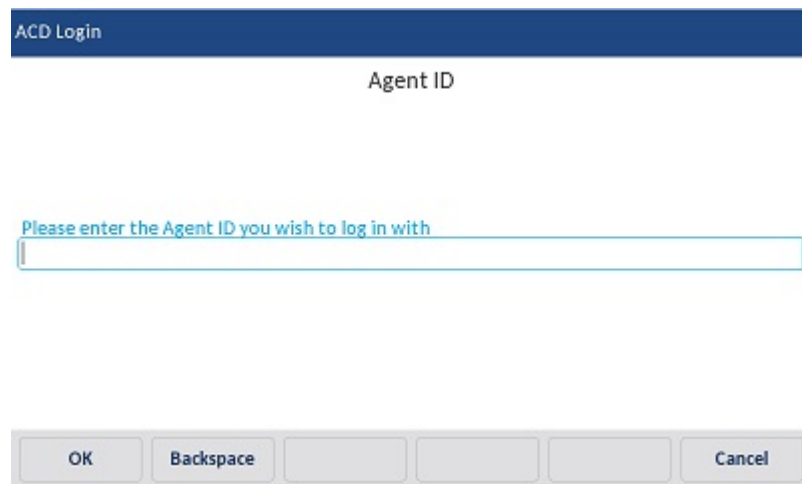 ACD Login
Agent ID
Please enter the Agent ID you wish to log in with
OK Backspace Cancel